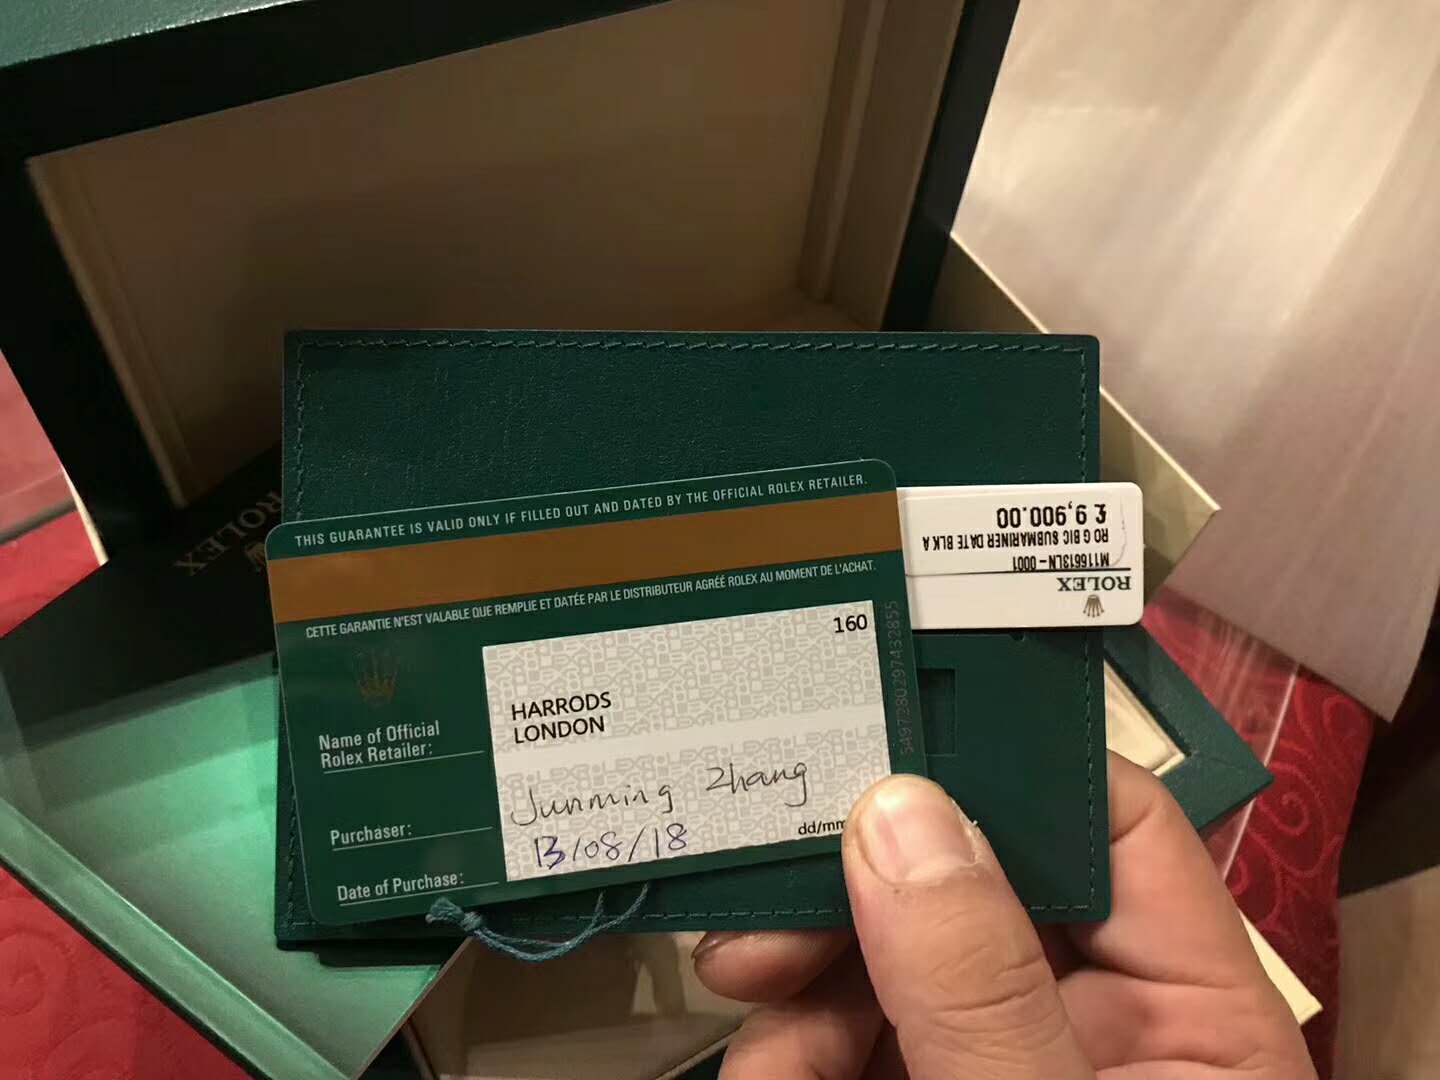 THIS GUARANTEE IS VALID ONLY IF FILLED OUT AND DATED BY THE OFFICIAL ROLEX RETAILER.
CETTE GARANTIE N'EST VALABLE QUE REMPLIE ET DATÉE PAR LE DISTRIBUTEUR AGRÉÉ ROLEX AU MOMENT DE L'ACHAT.
160
HARRODS
LONDON
Name of Official
Rolex Retailer:
Purchaser:
Junming Zhang
Date of Purchase:
13/08/18
dd/mm
5497280297432855
ROLEX
M116613LN-0001
RO G BIC SUBMARINER DATE BLK A
£ 9,900.00
ROLEX
ROLEX